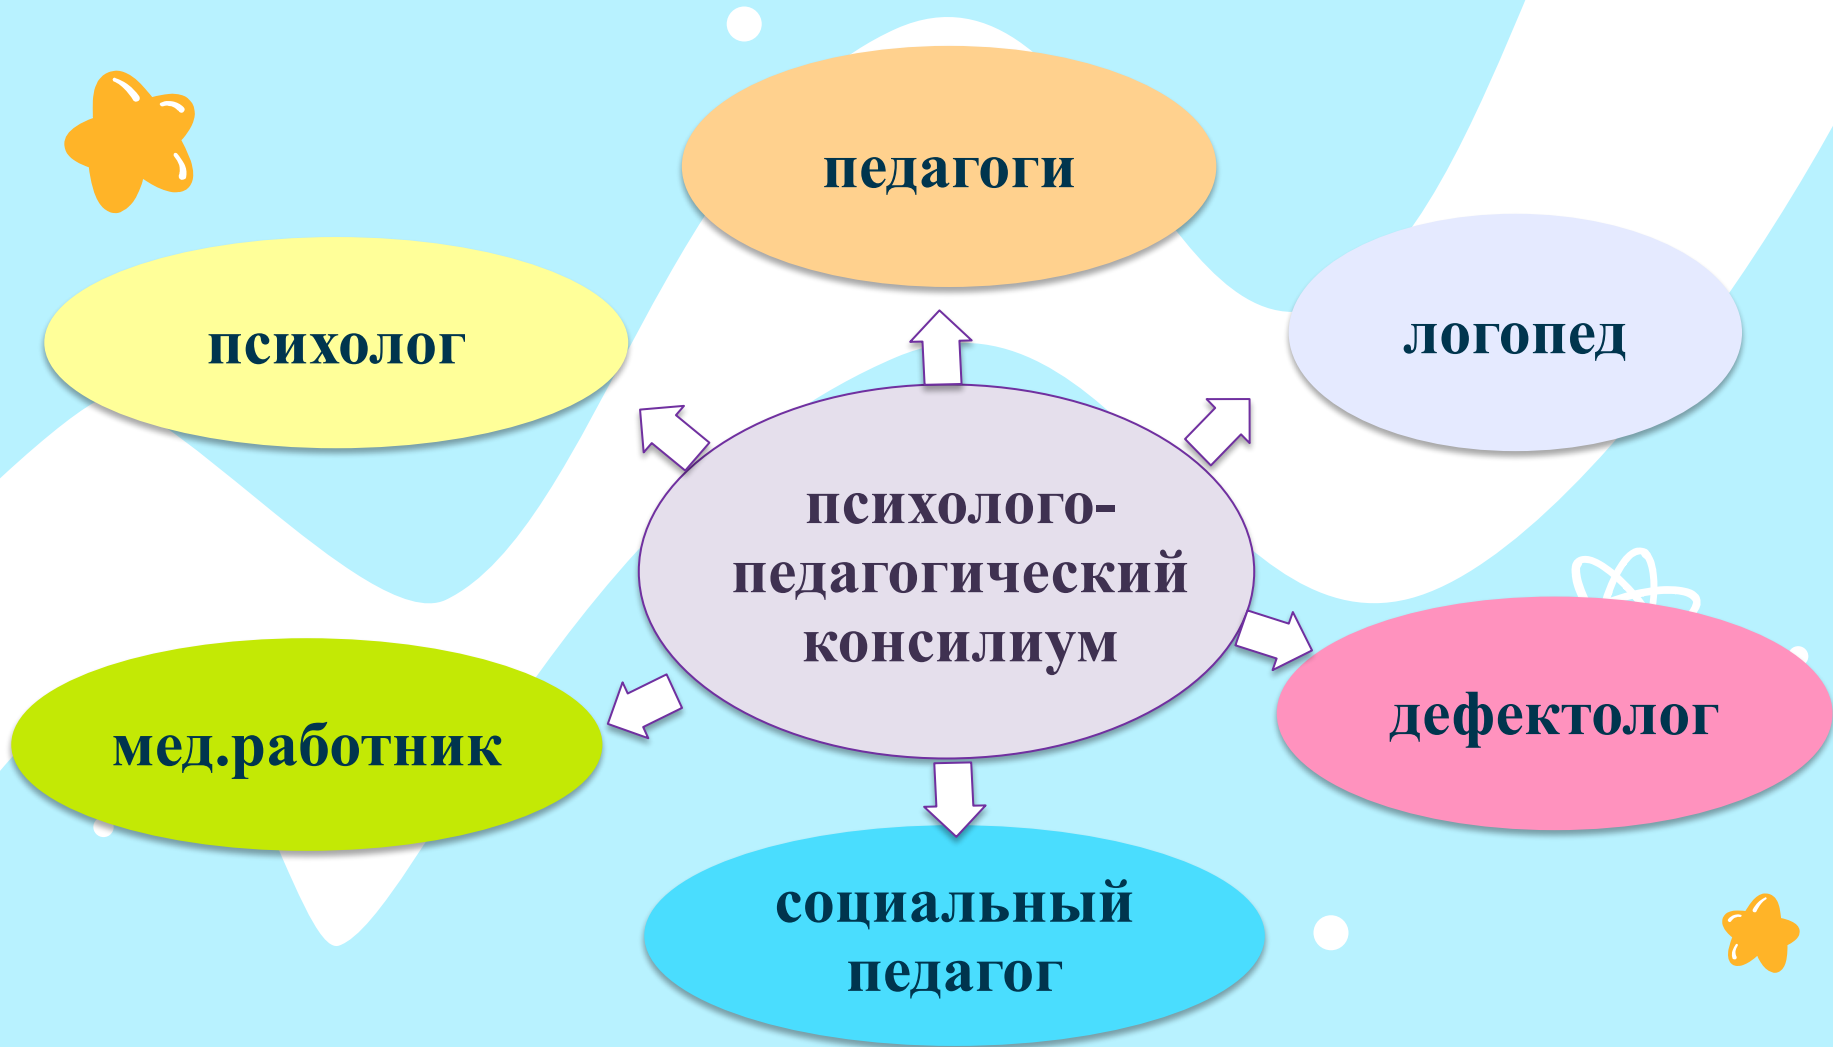 педагоги
психолог
логопед
психолого-
педагогический
консилиум
мед.работник
дефектолог
социальный
педагог